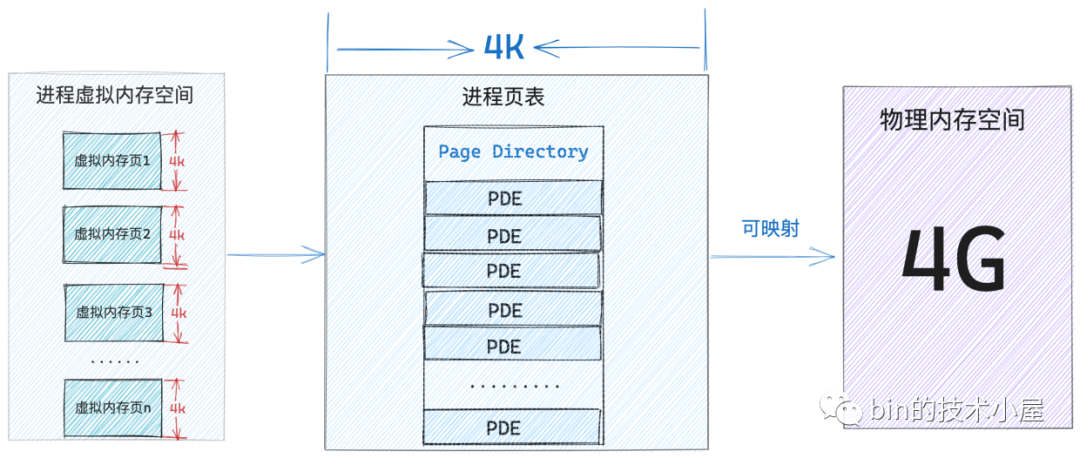 4K
进程虚拟内存空间
虚拟内存页1
4k
虚拟内存页2
4k
虚拟内存页3
4k
......
虚拟内存页n
4k
进程页表
Page Directory
PDE
PDE
PDE
PDE
PDE
.........
PDE
可映射
物理内存空间
4G
bin的技术小屋